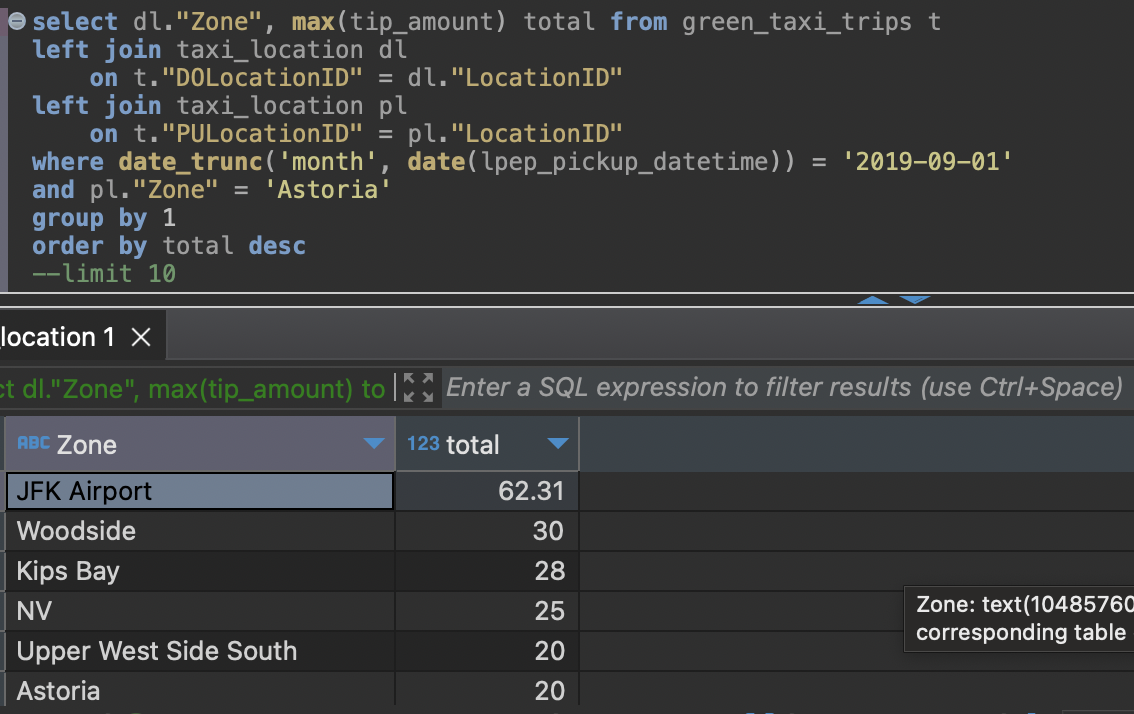 select dl."Zone", max(tip_amount) total from green_taxi_trips t
left join taxi_location dl
on t."DOLocationID" = dl."LocationID"
left join taxi_location pl
on t."PULocationID" = pl."LocationID"
where date_trunc('month', date(lpep_pickup_datetime)) = '2019-09-01'
and pl."Zone" = 'Astoria'
group by 1
order by total desc
--limit 10
location 1
ct dl."Zone", max(tip_amount) to
Enter a SQL expression to filter results (use Ctrl+Space)
ABC Zone 123 total
JFK Airport 62.31
Woodside 30
Kips Bay 28
NV 25
Zone: text(10485760
corresponding table
Upper West Side South 20
Astoria 20